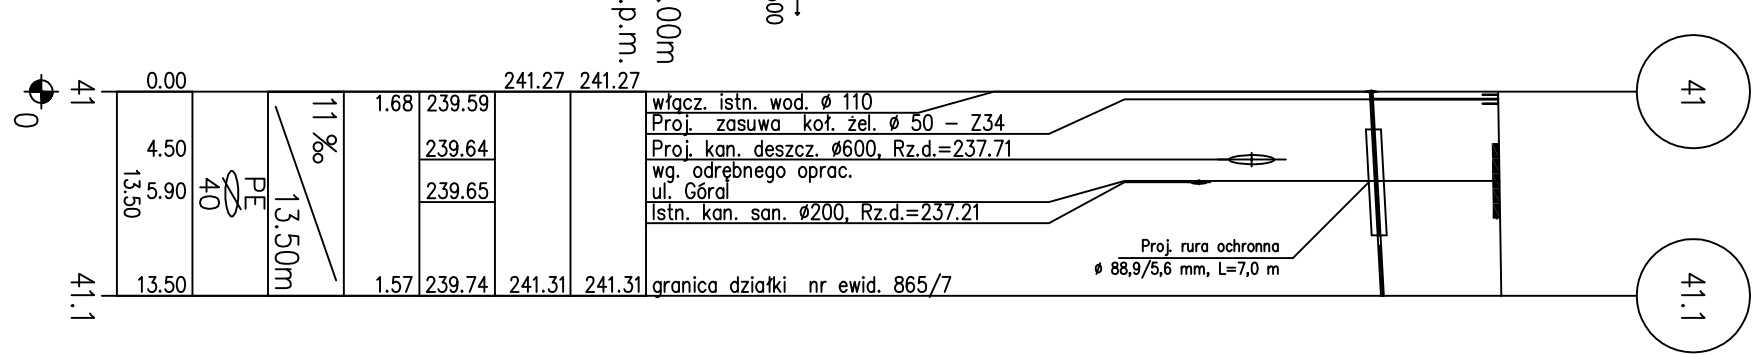 .00m
.p.m.
41
0.00
241.27
241.27
1.68
239.59
włącz. istn. wod. ø 110
Proj. zasuwa koł. żel. ø 50 – Z34
4.50
239.64
Proj. kan. deszcz. Ø600, Rz.d.=237.71
wg. odrębnego oprac.
5.90
239.65
ul. Góral
Istn. kan. san. Ø200, Rz.d.=237.21
13.50
PE
Ø
40
11 ‰
13.50m
Proj. rura ochronna
ø 88,9/5,6 mm, L=7,0 m
41.1
13.50
1.57
239.74
241.31
241.31
granica działki nr ewid. 865/7
0
41
41.1